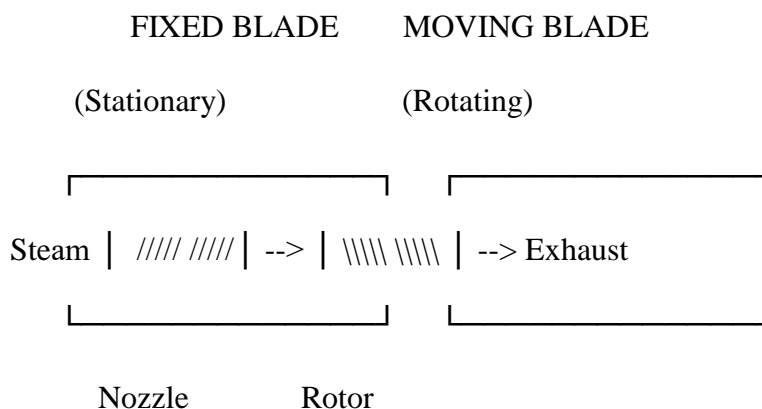 FIXED BLADE MOVING BLADE
(Stationary) (Rotating)
┌──────────────┐ ┌──────────────
Steam | ///// ///// | --> | \\\\\ \\\\\ | --> Exhaust
└──────────────┘ └──────────────
Nozzle Rotor